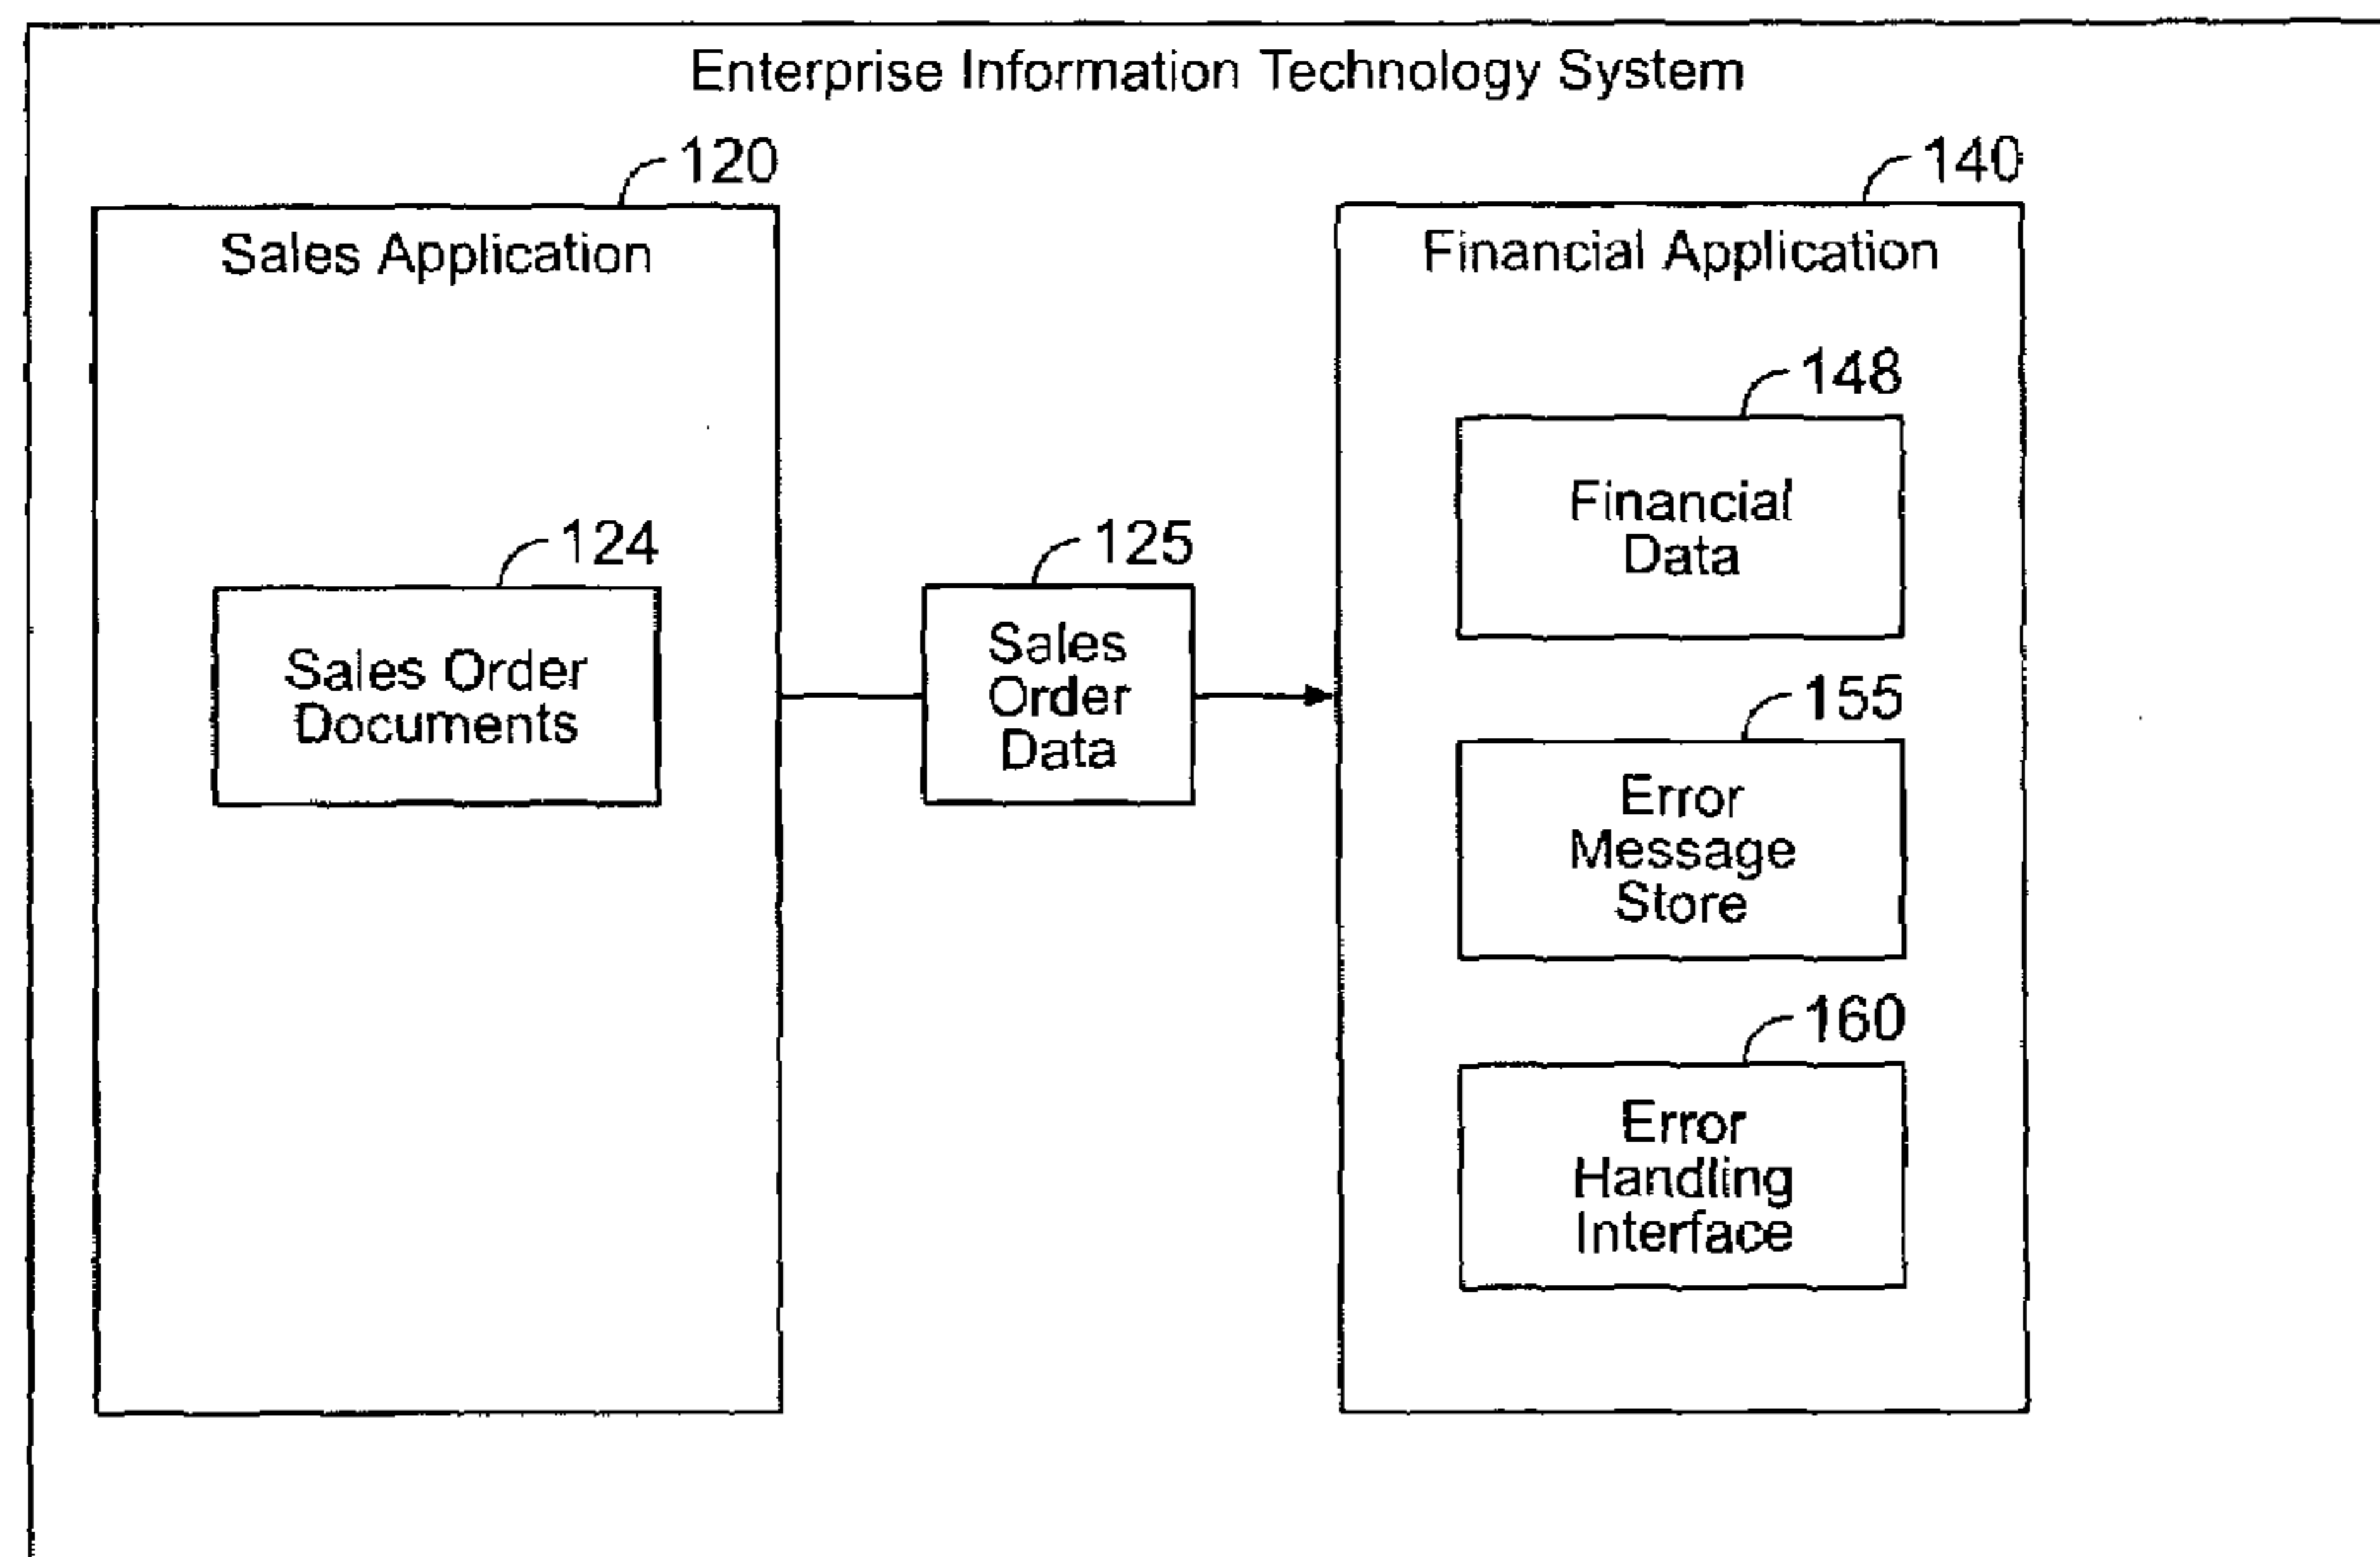 Enterprise Information Technology System
120
140
Sales Application
Financial Application
148
Financial
Data
124
125
Sales Order
Documents
Sales
Order
Data
155
Error
Message
Store
160
Error
Handling
Interface